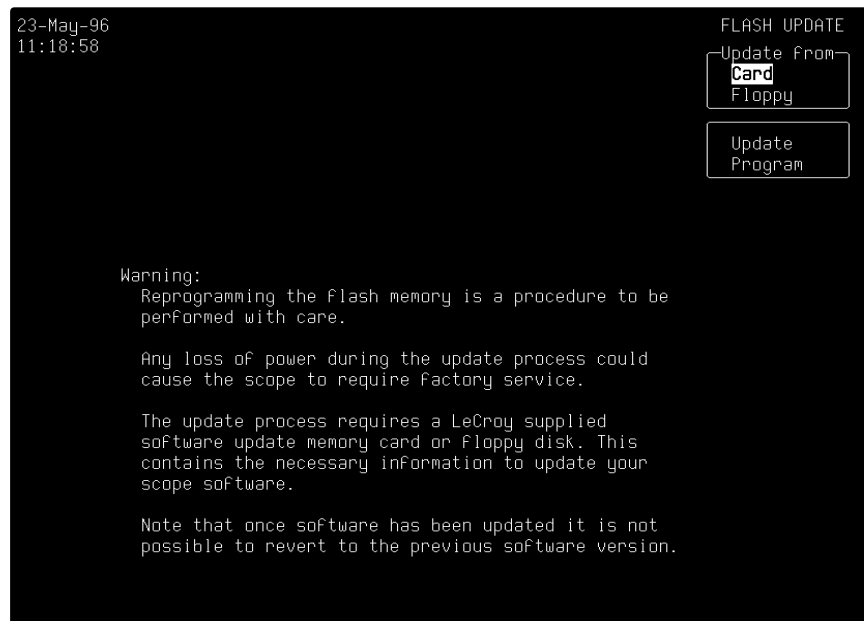 23-May-96
11:18:58
FLASH UPDATE
Update from
Card
Floppy
Update
Program
Warning:
Reprogramming the flash memory is a procedure to be
performed with care.
Any loss of power during the update process could
cause the scope to require factory service.
The update process requires a LeCroy supplied
software update memory card or floppy disk. This
contains the necessary information to update your
scope software.
Note that once software has been updated it is not
possible to revert to the previous software version.